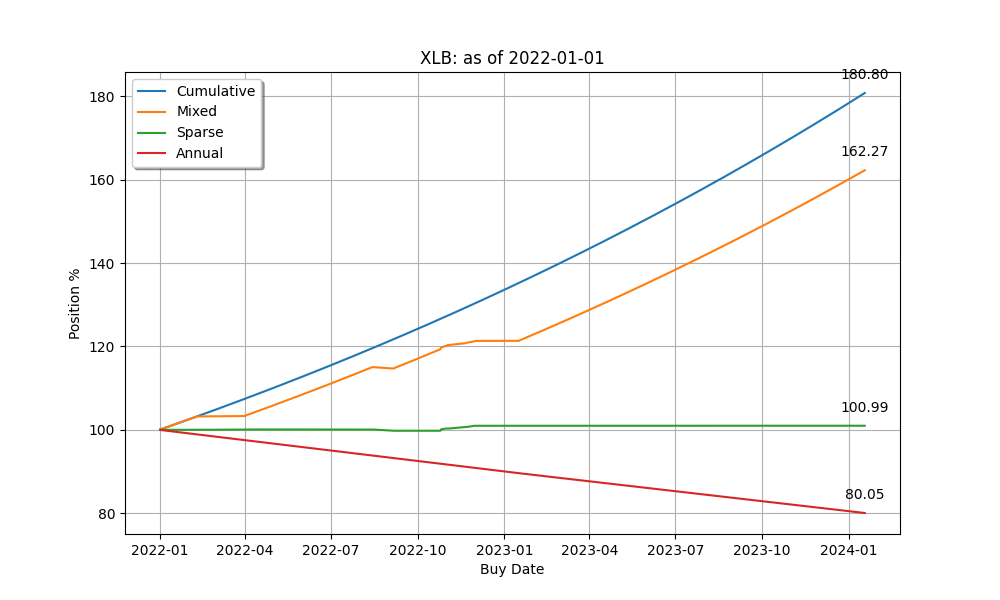 XLB: as of 2022-01-01
180.80
180
Cumulative
Mixed
Sparse
Annual
162.27
160
140
Position %
120
100.99
100
80.05
80
2022-01 2022-04 2022-07 2022-10 2023-01 2023-04 2023-07 2023-10 2024-01
Buy Date